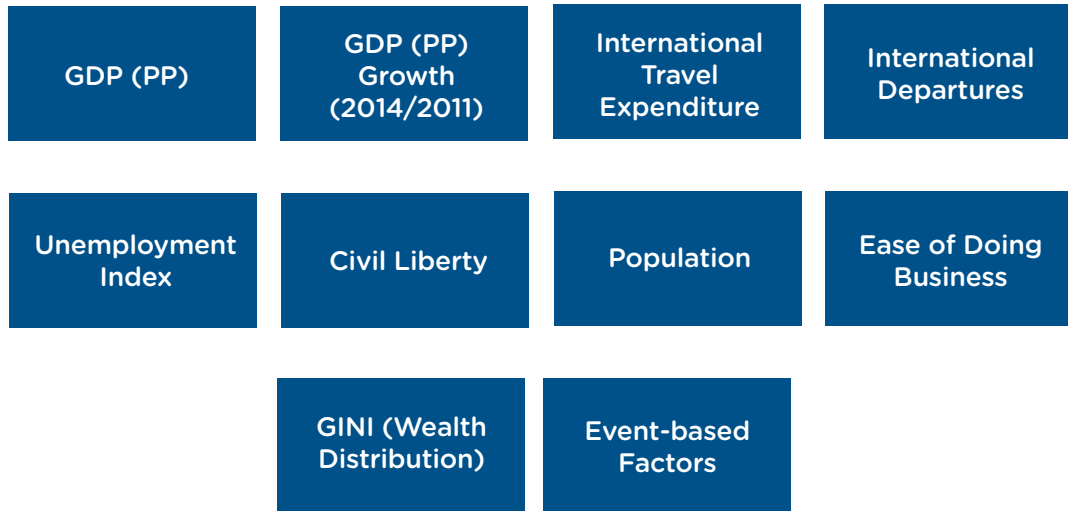 GDP (PP)
GDP (PP)
Growth
(2014/2011)
International
Travel
Expenditure
International
Departures
Unemployment
Index
Civil Liberty
Population
Ease of Doing
Business
GINI (Wealth
Distribution)
Event-based
Factors